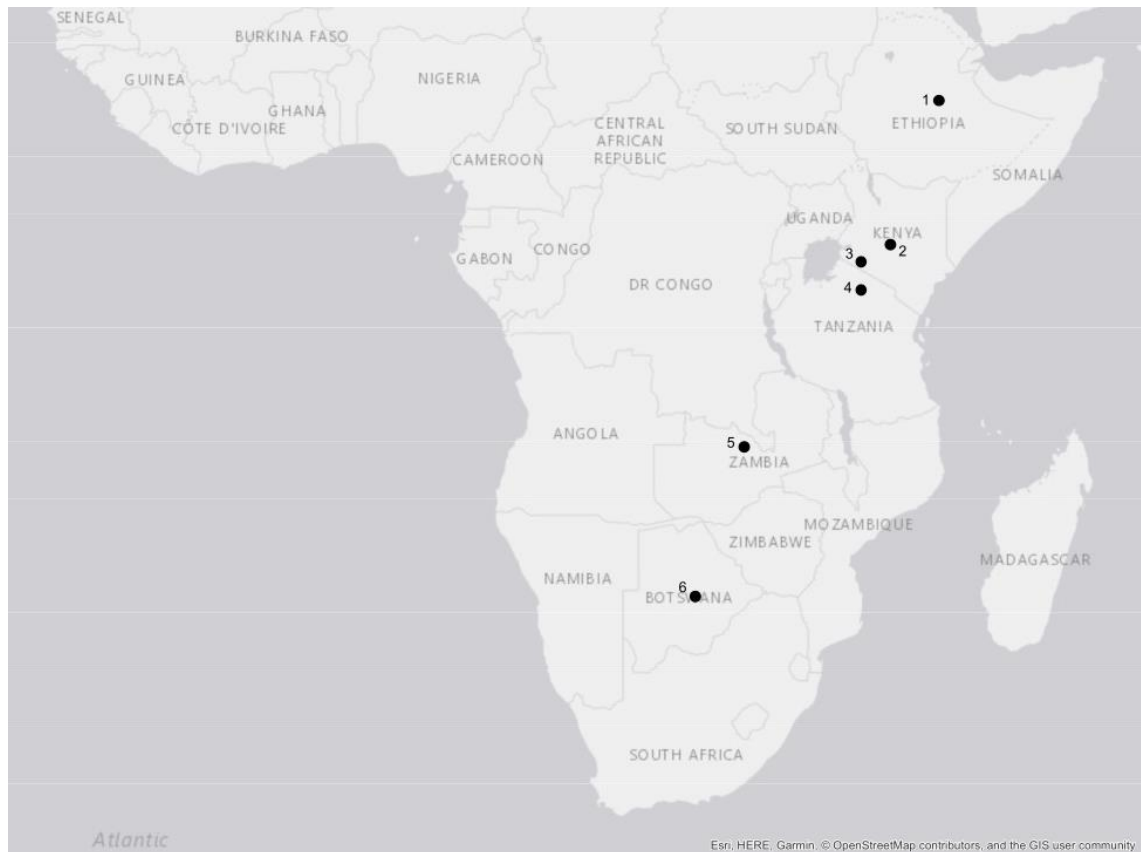 SENEGAL
BURKINA FASO
GUINEA
NIGERIA
GHANA
CÔTE D'IVOIRE
CENTRAL
AFRICAN
REPUBLIC
SOUTH SUDAN
1
ETHIOPIA
CAMEROON
SOMALIA
UGANDA
KENYA
2
GABON
CONGO
3
DR CONGO
4
TANZANIA
ANGOLA
5
ZAMBIA
MOZAMBIQUE
ZIMBABWE
MADAGASCAR
NAMIBIA
6
BOTSWANA
SOUTH AFRICA
Atlantic
Esri, HERE, Garmin, © OpenStreetMap contributors, and the GIS user community